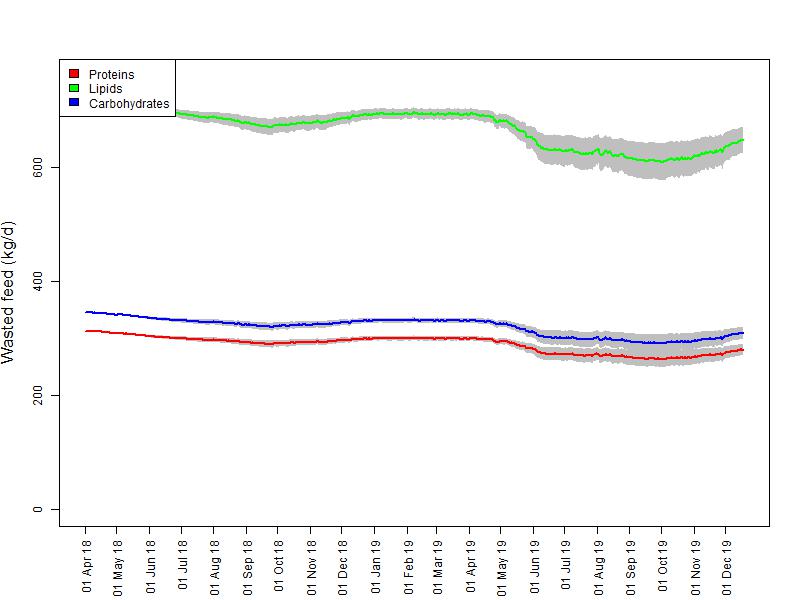 Proteins
Lipids
Carbohydrates
Wasted feed (kg/d)
600
400
200
0
01 Apr 18
01 May 18
01 Jun 18
01 Jul 18
01 Aug 18
01 Sep 18
01 Oct 18
01 Nov 18
01 Dec 18
01 Jan 19
01 Feb 19
01 Mar 19
01 Apr 19
01 May 19
01 Jun 19
01 Jul 19
01 Aug 19
01 Sep 19
01 Oct 19
01 Nov 19
01 Dec 19